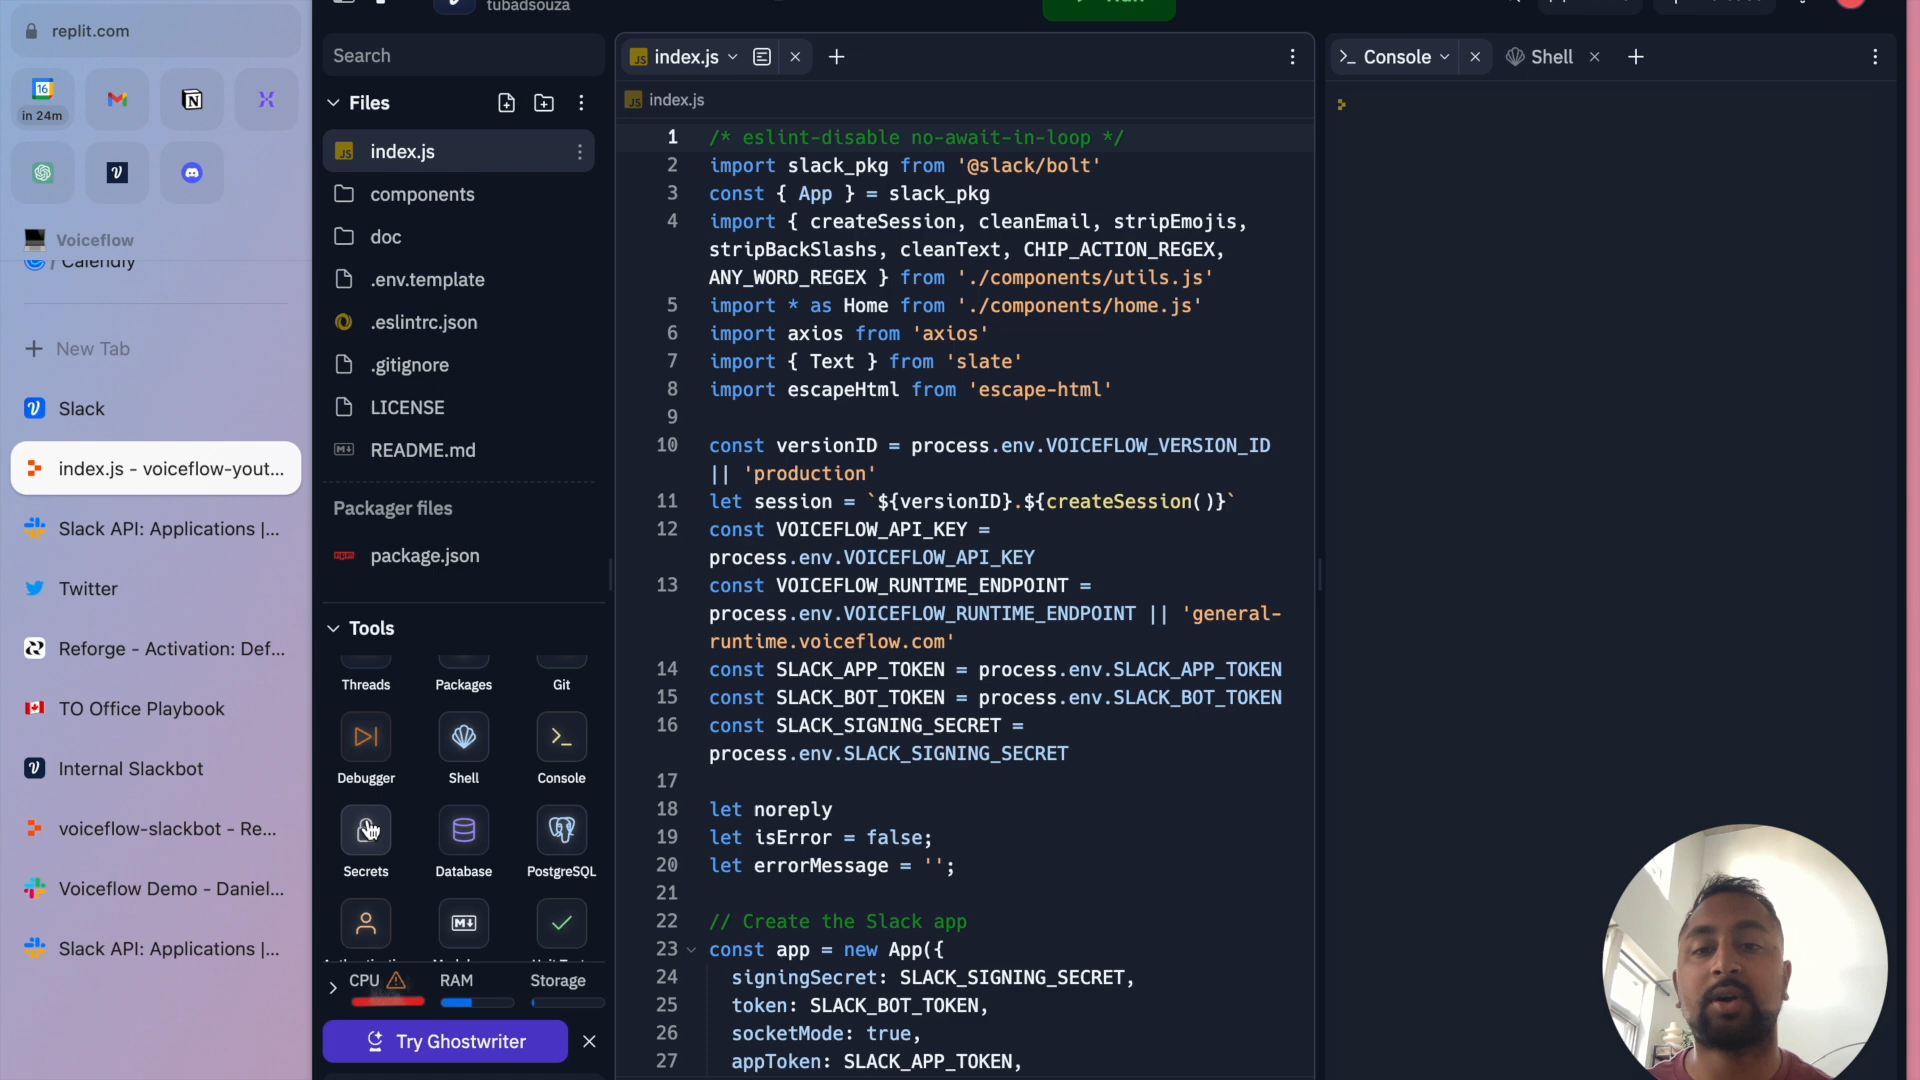 replit.com
16
in 24m
Voiceflow
/ Calendly
New Tab
Slack
index.js - voiceflow-yout...
Slack API: Applications |...
Twitter
Reforge - Activation: Def...
TO Office Playbook
Internal Slackbot
voiceflow-slackbot - Re...
Voiceflow Demo - Daniel...
Slack API: Applications |...
tubadsouza
Search
Files
JS index.js
components
doc
.env.template
.eslintrc.json
.gitignore
LICENSE
README.md
Packager files
package.json
Tools
Threads Packages Git
Debugger Shell Console
Secrets Database PostgreSQL
CPU RAM Storage
Try Ghostwriter
JS index.js
JS index.js
1 /* eslint-disable no-await-in-loop */
2 import slack_pkg from '@slack/bolt'
3 const { App } = slack_pkg
4 import { createSession, cleanEmail, stripEmojis,
stripBackSlashs, cleanText, CHIP_ACTION_REGEX,
ANY_WORD_REGEX } from './components/utils.js'
5 import * as Home from './components/home.js'
6 import axios from 'axios'
7 import { Text } from 'slate'
8 import escapeHtml from 'escape-html'
9
10 const versionID = process.env.VOICEFLOW_VERSION_ID
|| 'production'
11 let session = `${versionID}.${createSession()}`
12 const VOICEFLOW_API_KEY =
process.env.VOICEFLOW_API_KEY
13 const VOICEFLOW_RUNTIME_ENDPOINT =
process.env.VOICEFLOW_RUNTIME_ENDPOINT || 'general-
runtime.voiceflow.com'
14 const SLACK_APP_TOKEN = process.env.SLACK_APP_TOKEN
15 const SLACK_BOT_TOKEN = process.env.SLACK_BOT_TOKEN
16 const SLACK_SIGNING_SECRET =
process.env.SLACK_SIGNING_SECRET
17
18 let noreply
19 let isError = false;
20 let errorMessage = '';
21
22 // Create the Slack app
23 const app = new App({
24 signingSecret: SLACK_SIGNING_SECRET,
25 token: SLACK_BOT_TOKEN,
26 socketMode: true,
27 appToken: SLACK_APP_TOKEN,
Console
Shell